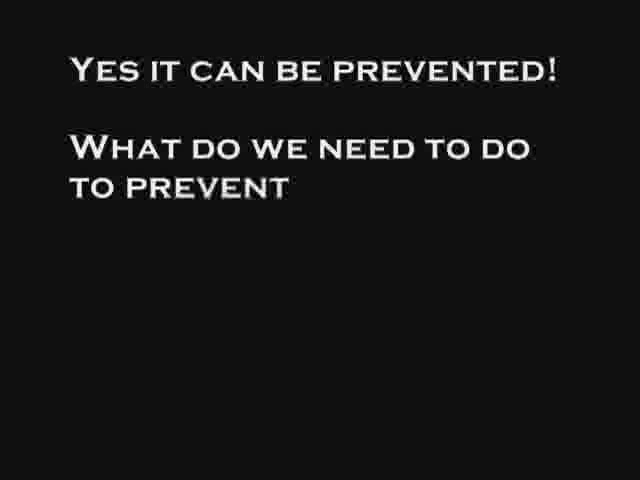 Yes it can be prevented!
What do we need to do
to prevent